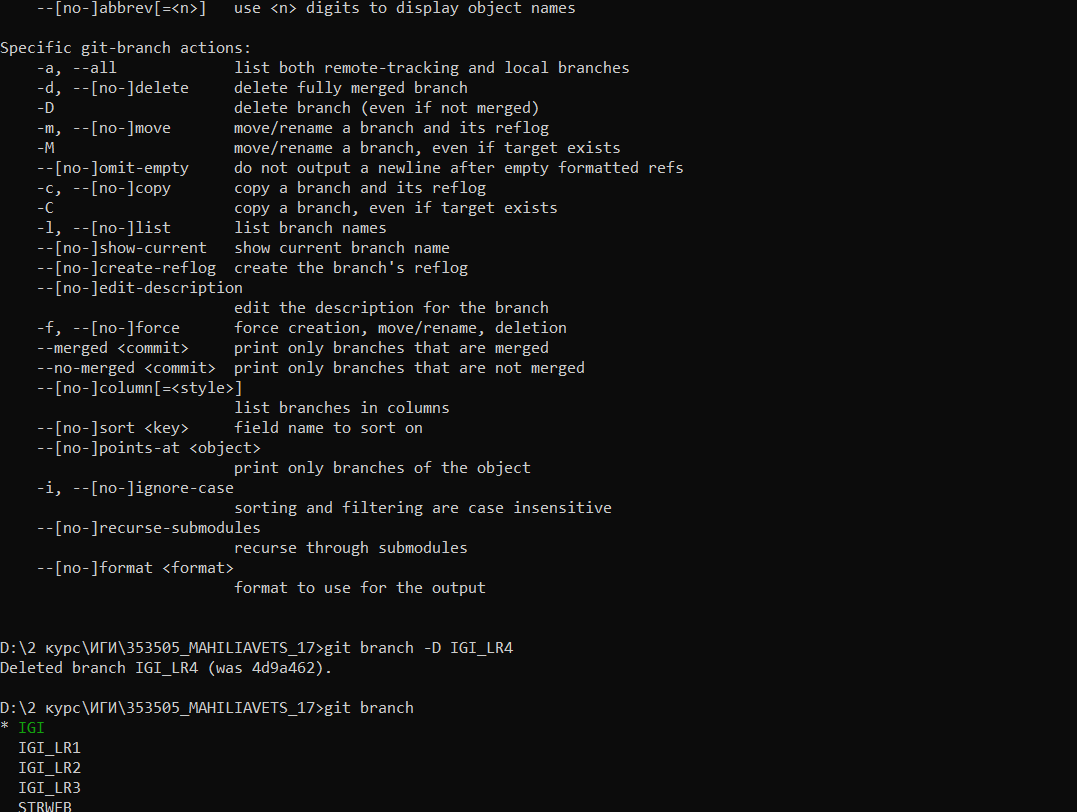 --[no-]abbrev[=<n>]   use <n> digits to display object names
Specific git-branch actions:
-a, --all             list both remote-tracking and local branches
-d, --[no-]delete     delete fully merged branch
-D                    delete branch (even if not merged)
-m, --[no-]move       move/rename a branch and its reflog
-M                    move/rename a branch, even if target exists
--[no-]omit-empty     do not output a newline after empty formatted refs
-c, --[no-]copy       copy a branch and its reflog
-C                    copy a branch, even if target exists
-l, --[no-]list       list branch names
--[no-]show-current   show current branch name
--[no-]create-reflog  create the branch's reflog
--[no-]edit-description
edit the description for the branch
-f, --[no-]force      force creation, move/rename, deletion
--merged <commit>     print only branches that are merged
--no-merged <commit>  print only branches that are not merged
--[no-]column[=<style>]
list branches in columns
--[no-]sort <key>     field name to sort on
--[no-]points-at <object>
print only branches of the object
-i, --[no-]ignore-case
sorting and filtering are case insensitive
--[no-]recurse-submodules
recurse through submodules
--[no-]format <format>
format to use for the output
D:\2 курс\ИГИ\353505_MAHILIAVETS_17>git branch -D IGI_LR4
Deleted branch IGI_LR4 (was 4d9a462).
D:\2 курс\ИГИ\353505_MAHILIAVETS_17>git branch
* IGI
IGI_LR1
IGI_LR2
IGI_LR3
STRWEB